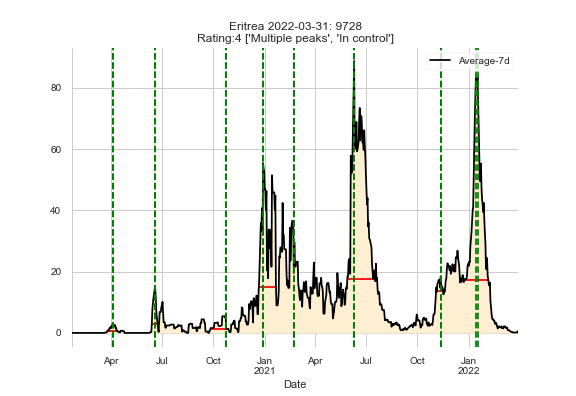 Eritrea 2022-03-31: 9728
Rating:4 ['Multiple peaks', 'In control']
Average-7d
80
60
40
20
0
Apr Jul Oct Jan Apr Jul Oct Jan
2021 2022
Date